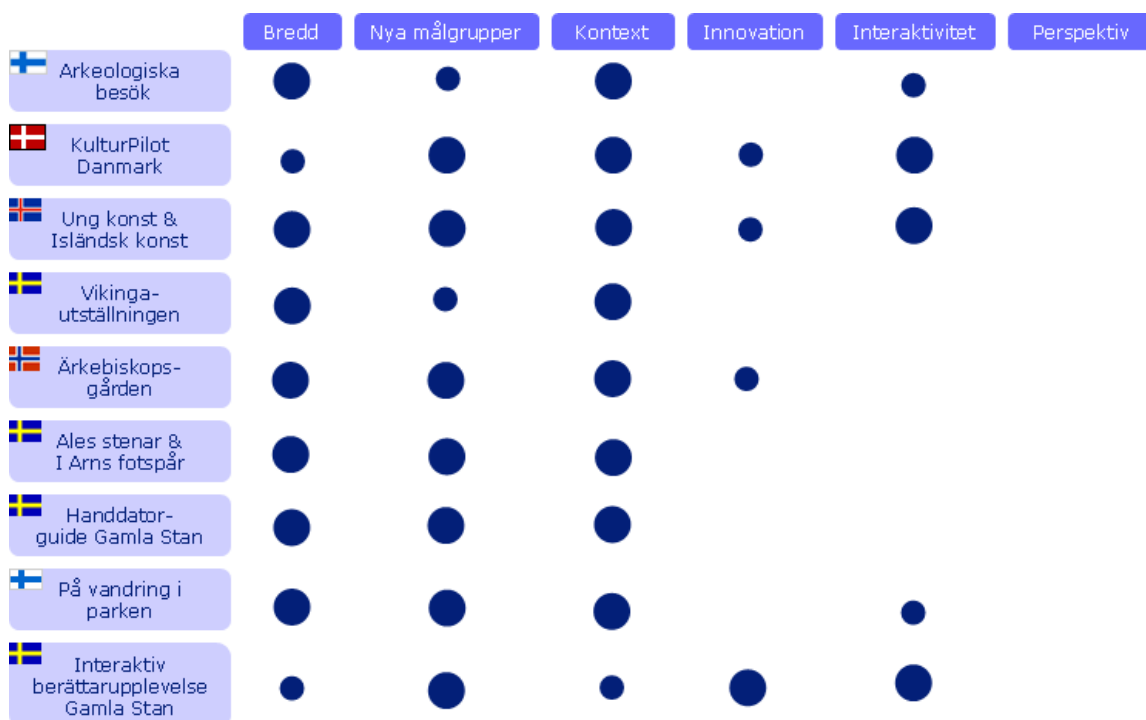 Bredd Nya målgrupper Kontext Innovation Interaktivitet Perspektiv
Arkeologiska
besök
KulturPilot
Danmark
Ung konst &
Isländsk konst
Vikinga-
utställningen
Ärkebiskops-
gården
Ales stenar &
I Arns fotspår
Handdator-
guide Gamla Stan
På vandring i
parken
Interaktiv
berättarupplevelse
Gamla Stan